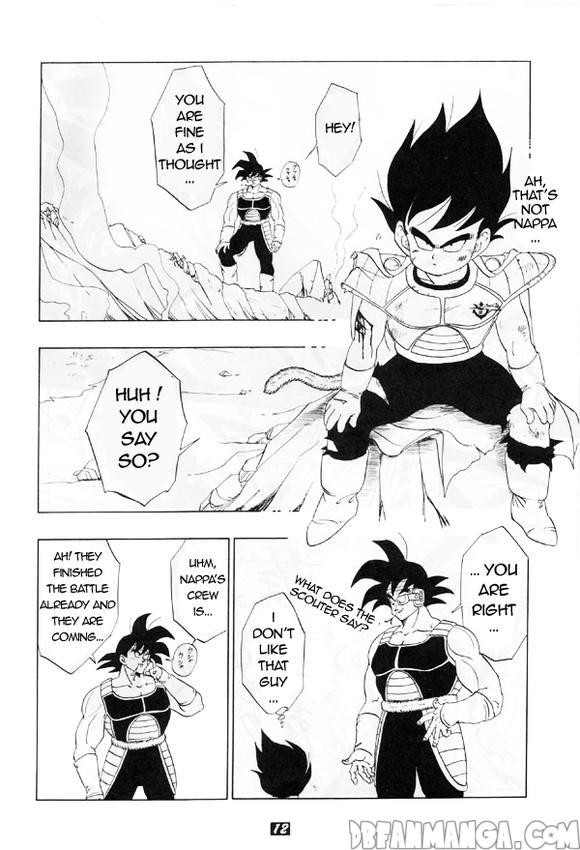 HEY!
YOU
ARE
FINE
AS I
THOUGHT
...
AH,
THAT'S
NOT
NAPPA
...
HUH!
YOU
SAY
SO?
... YOU
ARE
RIGHT
...
WHAT DOES THE
SCOUTER SAY?
I
DON'T
LIKE
THAT
GUY
...
UHM,
NAPPA'S
CREW
IS...
AH! THEY
FINISHED
THE
BATTLE
ALREADY AND
THEY ARE
COMING...
12
DBFANMANGA.COM